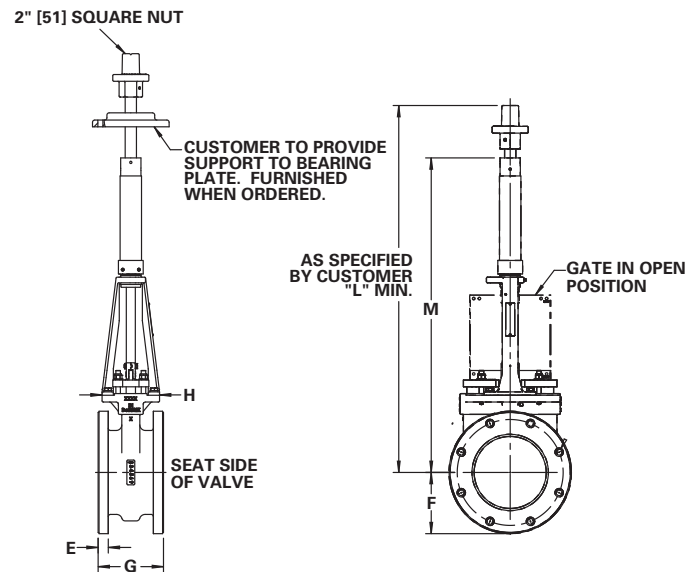 2" [51] SQUARE NUT
CUSTOMER TO PROVIDE
SUPPORT TO BEARING
PLATE. FURNISHED
WHEN ORDERED.
AS SPECIFIED
BY CUSTOMER
"L" MIN.
GATE IN OPEN
POSITION
M
H
SEAT SIDE
OF VALVE
F
E
G